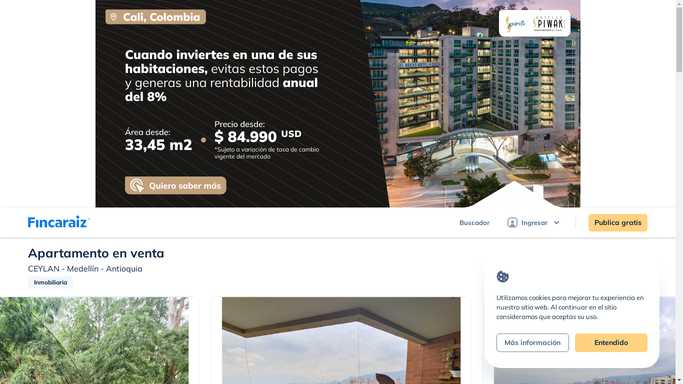 Cali, Colombia
Cuando inviertes en una de sus
habitaciones, evitas estos pagos
y generas una rentabilidad anual
del 8%
Área desde:
33,45 m2
Precio desde:
$ 84.990 USD
*Sujeto a variación de tasa de cambio
vigente del mercado
Quiero saber más
PIWAK
Fincaraíz
Buscador
Ingresar
Publica gratis
Apartamento en venta
CEYLAN - Medellín - Antioquia
Inmobiliaria
Utilizamos cookies para mejorar tu experiencia en
nuestro sitio web. Al continuar en el sitio
consideramos que aceptas su uso.
Más información
Entendido